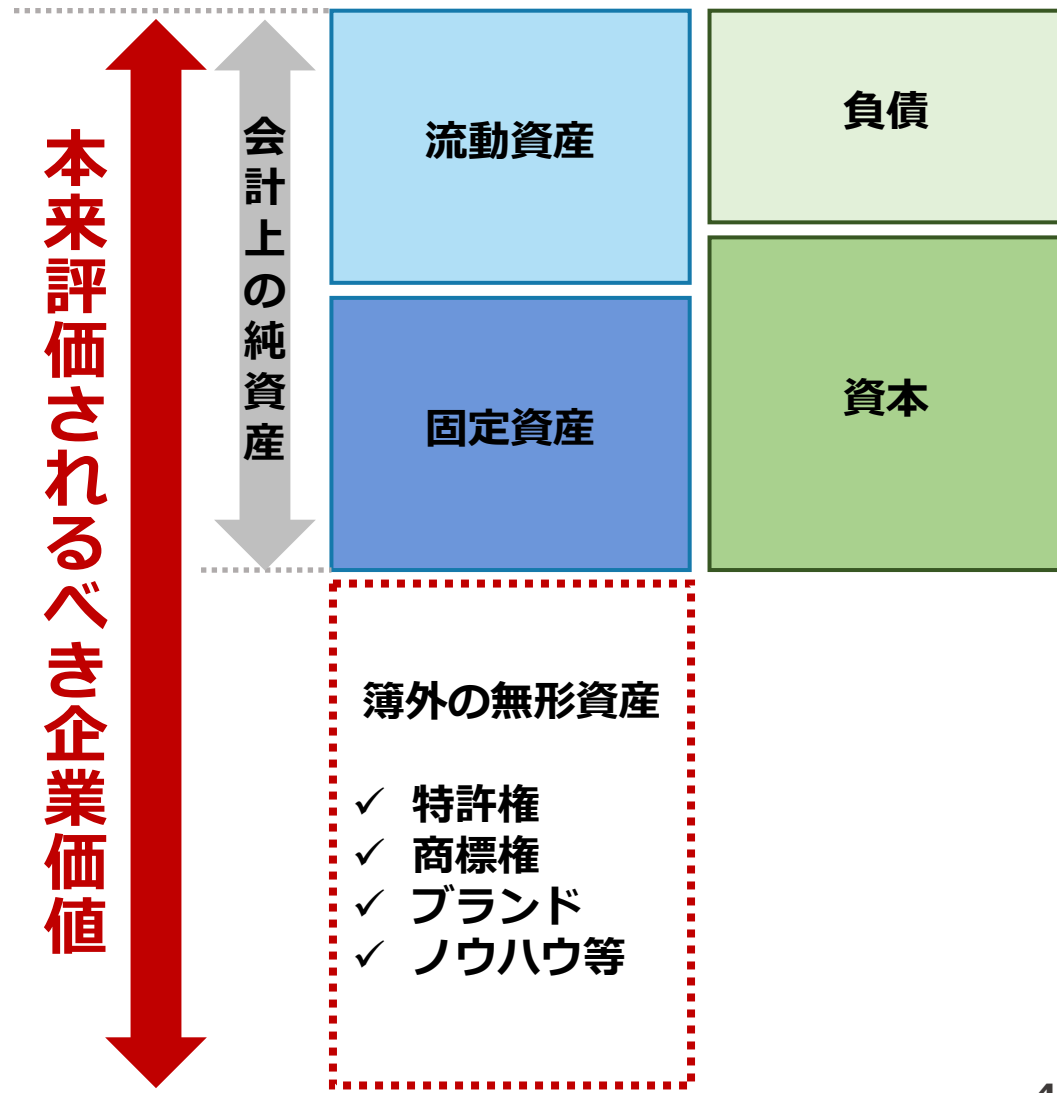 本来評価されるべき企業価値
会計上の純資産
流動資産
固定資産
負債
資本
簿外の無形資産
✓ 特許権
✓ 商標権
✓ ブランド
✓ ノウハウ等